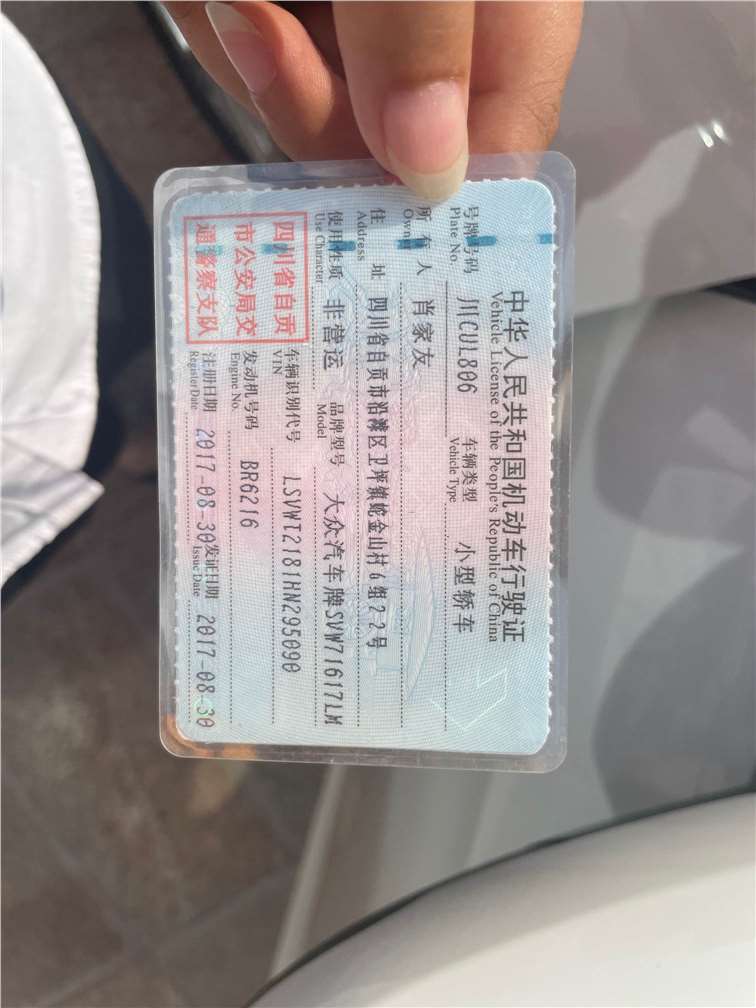 中华人民共和国机动车行驶证
Vehicle License of the People's Republic of China
号牌号码 川CU1806 车辆类型 小型轿车
Plate No. Vehicle Type
所有人 肖家友
Own
住址 四川省自贡市沿滩区卫坪镇蛇金山村6组22号
Address
使用性质 非营运 品牌型号 大众汽车牌SVW71617LM
Use Character Model
四川省自贡
市公安局交
通警察支队
车辆识别代号 LSVWT2181HN295090
VIN
发动机号码 BR6216
Engine No.
注册日期 2017-08-30 发证日期 2017-08-30
Register Date Issue Date